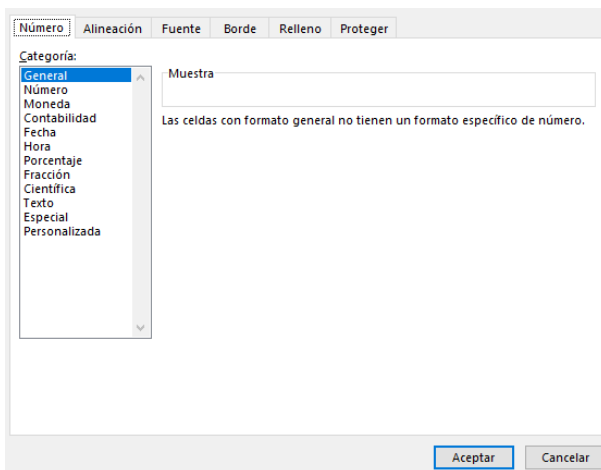 Número Alineación Fuente Borde Relleno Proteger
Categoría:
General
Número
Moneda
Contabilidad
Fecha
Hora
Porcentaje
Fracción
Científica
Texto
Especial
Personalizada
Muestra
Las celdas con formato general no tienen un formato específico de número.
Aceptar Cancelar